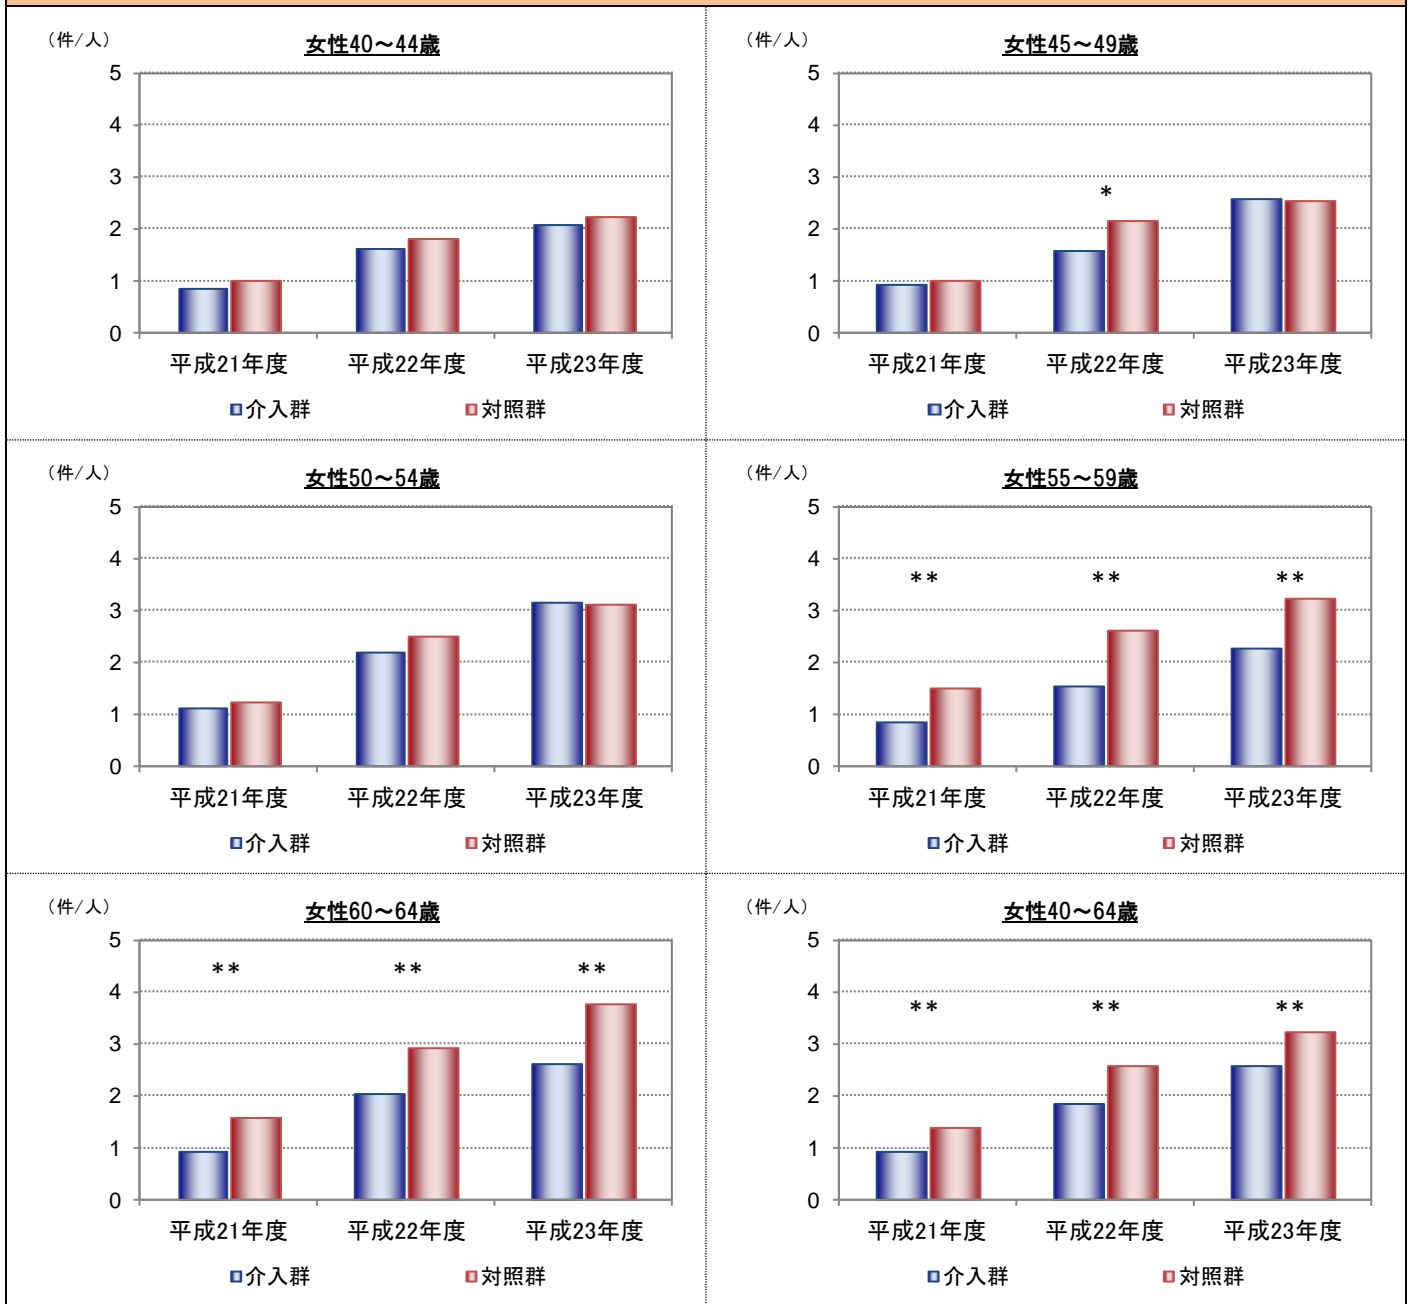 (件/人)
女性40～44歳
5
4
3
2
1
0
平成21年度 平成22年度 平成23年度
介入群 対照群
(件/人)
女性45～49歳
5
4
3
*
2
1
0
平成21年度 平成22年度 平成23年度
介入群 対照群
(件/人)
女性50～54歳
5
4
3
2
1
0
平成21年度 平成22年度 平成23年度
介入群 対照群
(件/人)
女性55～59歳
5
4
** ** **
3
2
1
0
平成21年度 平成22年度 平成23年度
介入群 対照群
(件/人)
女性60～64歳
5
** ** **
4
3
2
1
0
平成21年度 平成22年度 平成23年度
介入群 対照群
(件/人)
女性40～64歳
5
4
** ** **
3
2
1
0
平成21年度 平成22年度 平成23年度
介入群 対照群